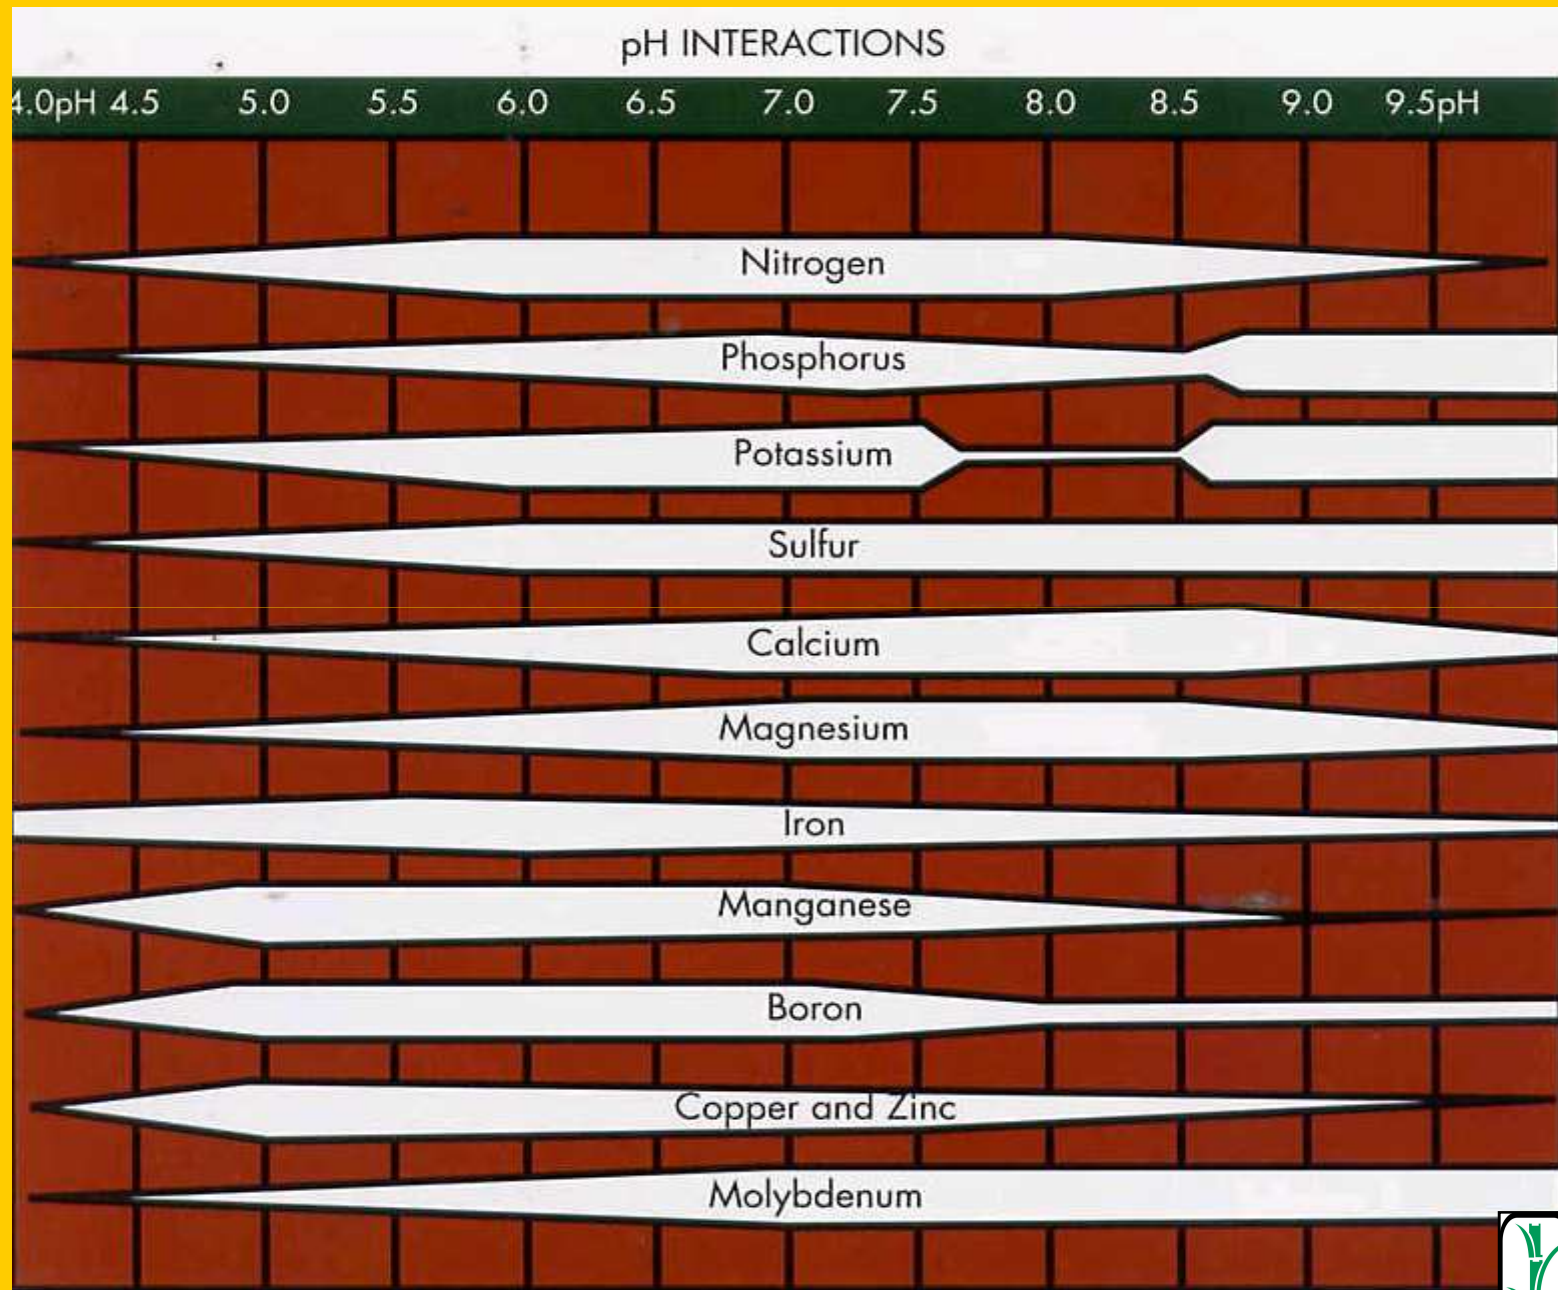 pH INTERACTIONS
4.0pH 4.5 5.0 5.5 6.0 6.5 7.0 7.5 8.0 8.5 9.0 9.5pH
Nitrogen
Phosphorus
Potassium
Sulfur
Calcium
Magnesium
Iron
Manganese
Boron
Copper and Zinc
Molybdenum